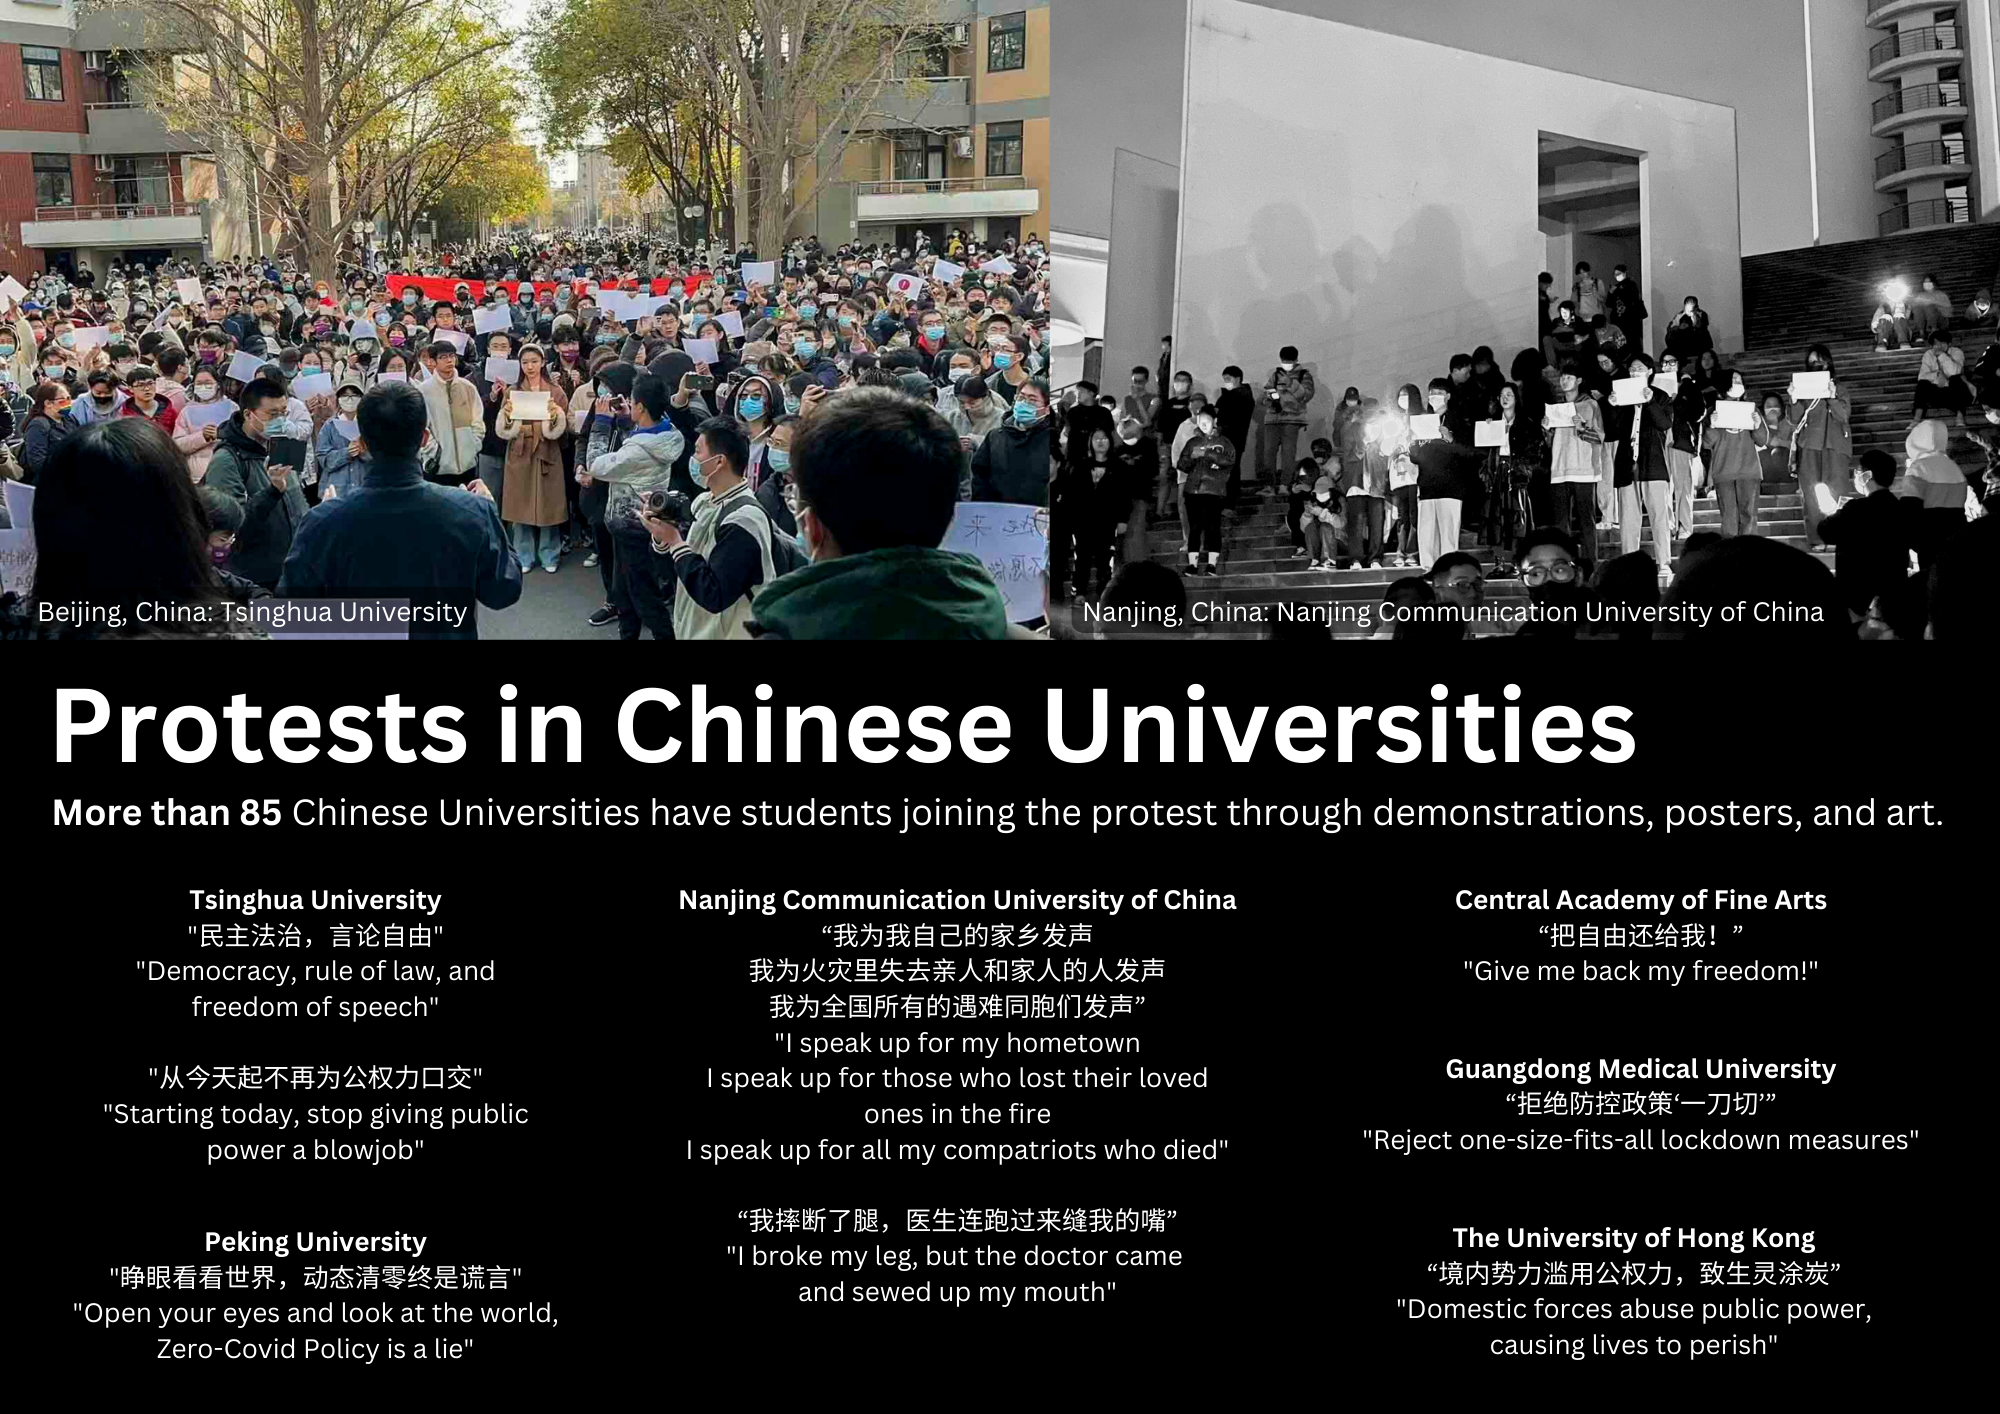 Beijing, China: Tsinghua University
Nanjing, China: Nanjing Communication University of China
Protests in Chinese Universities
More than 85 Chinese Universities have students joining the protest through demonstrations, posters, and art.
Tsinghua University
"民主法治，言论自由"
"Democracy, rule of law, and
freedom of speech"
"从今天起不再为公权力口交"
"Starting today, stop giving public
power a blowjob"
Peking University
"睁眼看看世界，动态清零终是谎言"
"Open your eyes and look at the world,
Zero-Covid Policy is a lie"
Nanjing Communication University of China
“我为我自己的家乡发声
我为火灾里失去亲人和家人的人发声
我为全国所有的遇难同胞们发声”
"I speak up for my hometown
I speak up for those who lost their loved
ones in the fire
I speak up for all my compatriots who died"
“我摔断了腿，医生连跑过来缝我的嘴”
"I broke my leg, but the doctor came
and sewed up my mouth"
Central Academy of Fine Arts
“把自由还给我！”
"Give me back my freedom!"
Guangdong Medical University
“拒绝防控政策‘一刀切’”
"Reject one-size-fits-all lockdown measures"
The University of Hong Kong
“境内势力滥用公权力，致生灵涂炭”
"Domestic forces abuse public power,
causing lives to perish"